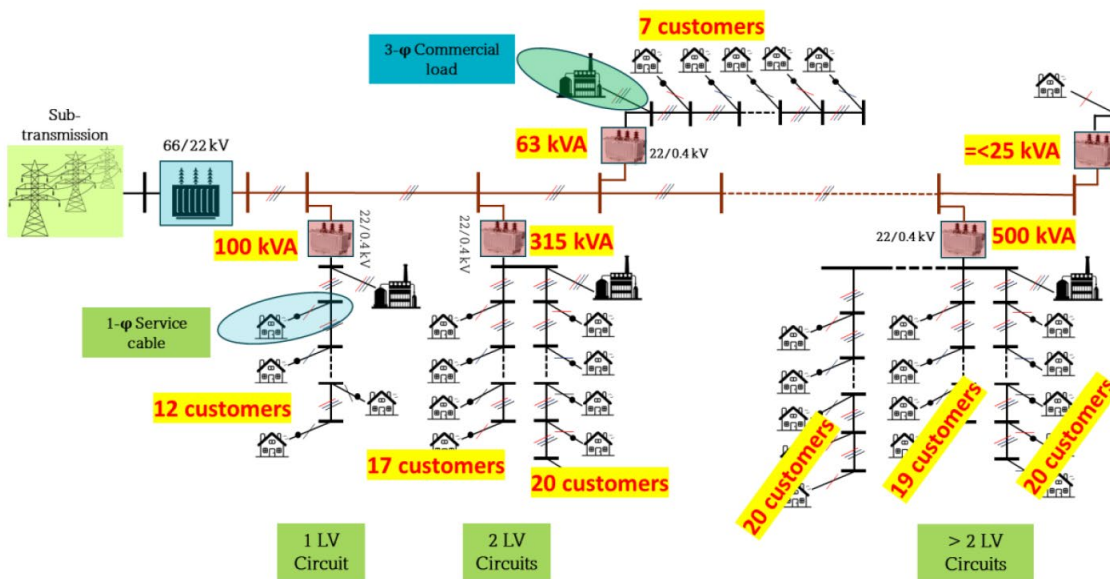 7 customers
3-φ Commercial
load
Sub-
transmission
66/22 kV
63 kVA
22/0.4 kV
=<25 kVA
100 kVA
22/0.4 kV
22/0.4 kV
315 kVA
22/0.4 kV
500 kVA
1-φ Service
cable
12 customers
17 customers
20 customers
20 customers
19 customers
20 customers
1 LV
Circuit
2 LV
Circuits
> 2 LV
Circuits